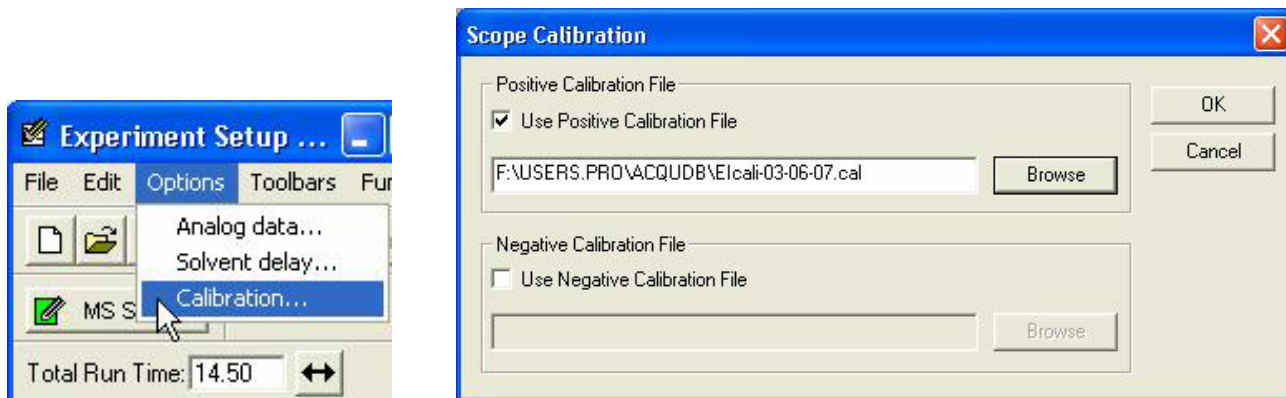 Experiment Setup ...
File Edit Options Toolbars Fun
Analog data...
Solvent delay...
Calibration...
MS S
Total Run Time: 14.50
Scope Calibration
Positive Calibration File
Use Positive Calibration File
F:\USERS.PRO\ACQUDB\EIcali-03-06-07.cal
Browse
OK
Cancel
Negative Calibration File
Use Negative Calibration File
Browse